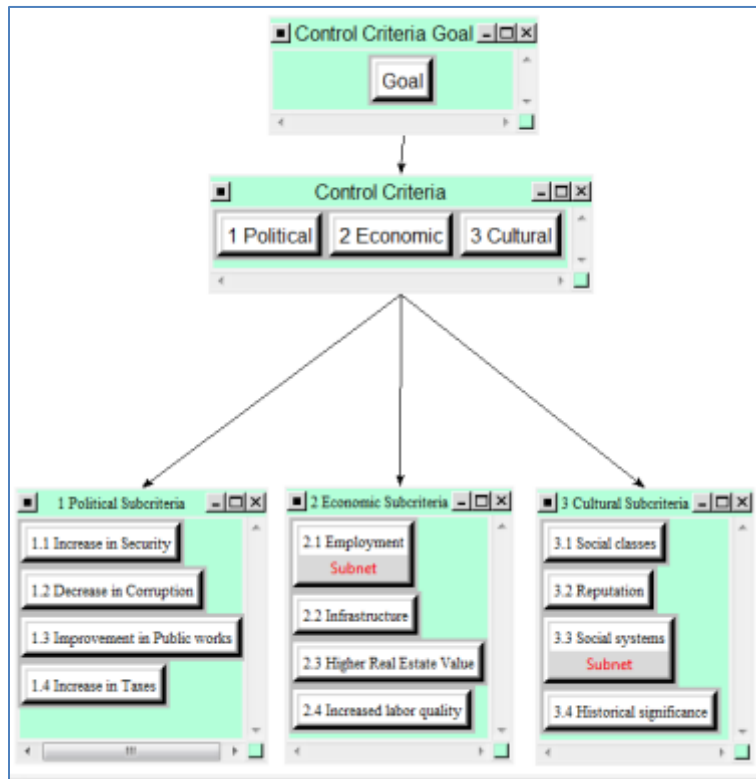 Control Criteria Goal
Goal
Control Criteria
1 Political
2 Economic
3 Cultural
1 Political Subcriteria
1.1 Increase in Security
1.2 Decrease in Corruption
1.3 Improvement in Public works
1.4 Increase in Taxes
2 Economic Subcriteria
2.1 Employment
Subnet
2.2 Infrastructure
2.3 Higher Real Estate Value
2.4 Increased labor quality
3 Cultural Subcriteria
3.1 Social classes
3.2 Reputation
3.3 Social systems
Subnet
3.4 Historical significance